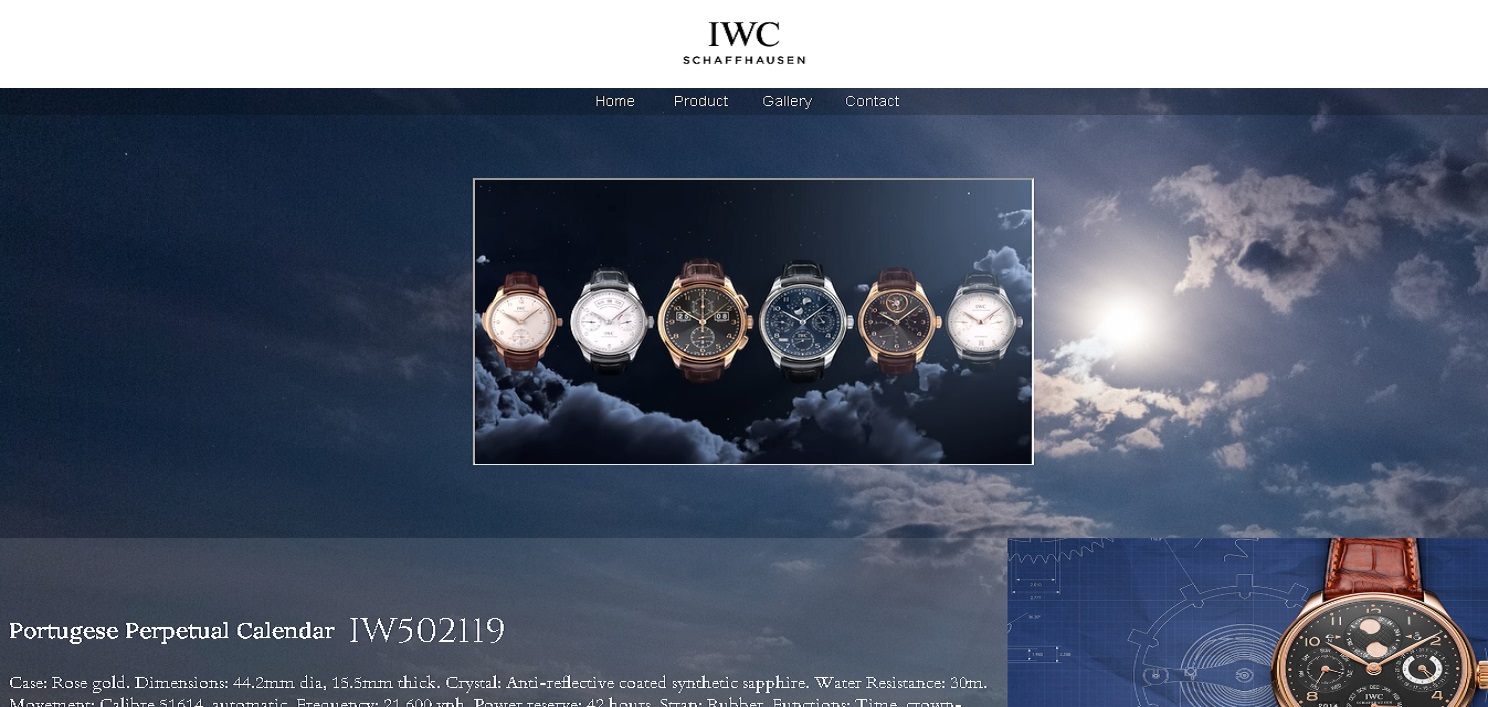 IWC
SCHAFFHAUSEN
Home Product Gallery Contact
Portugese Perpetual Calendar IW502119
Case: Rose gold. Dimensions: 44.2mm dia, 15.5mm thick. Crystal: Anti-reflective coated synthetic sapphire. Water Resistance: 30m.
Movement: Calibre 51614, automatic. Frequency: 21,600 vph. Power reserve: 42 hours. Strap: Rubber. Functions: Time, crown-
IWC